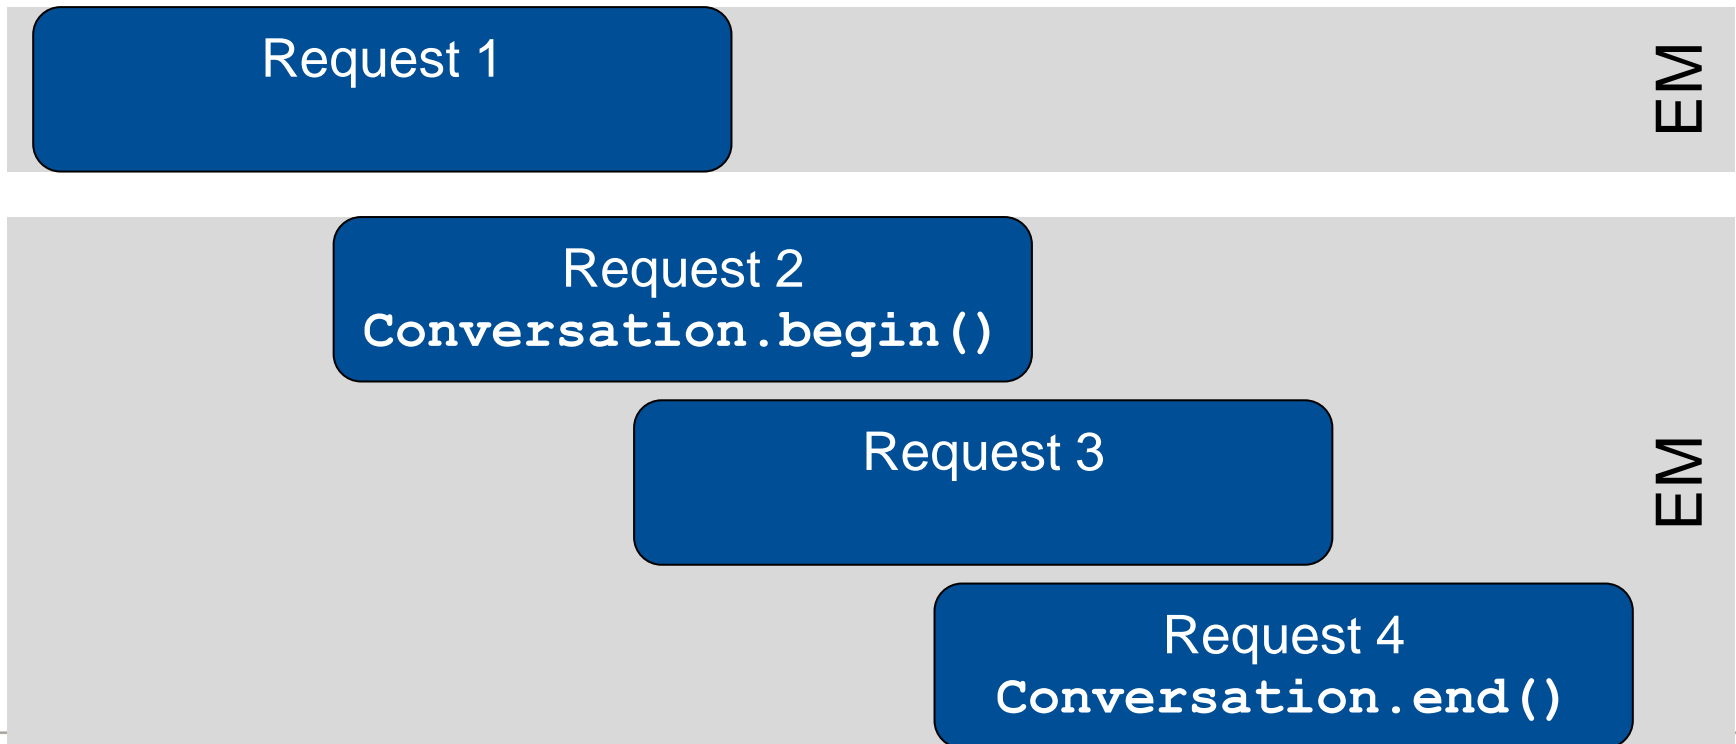 Request 1
EM
Request 2
Conversation.begin()
Request 3
EM
Request 4
Conversation.end()